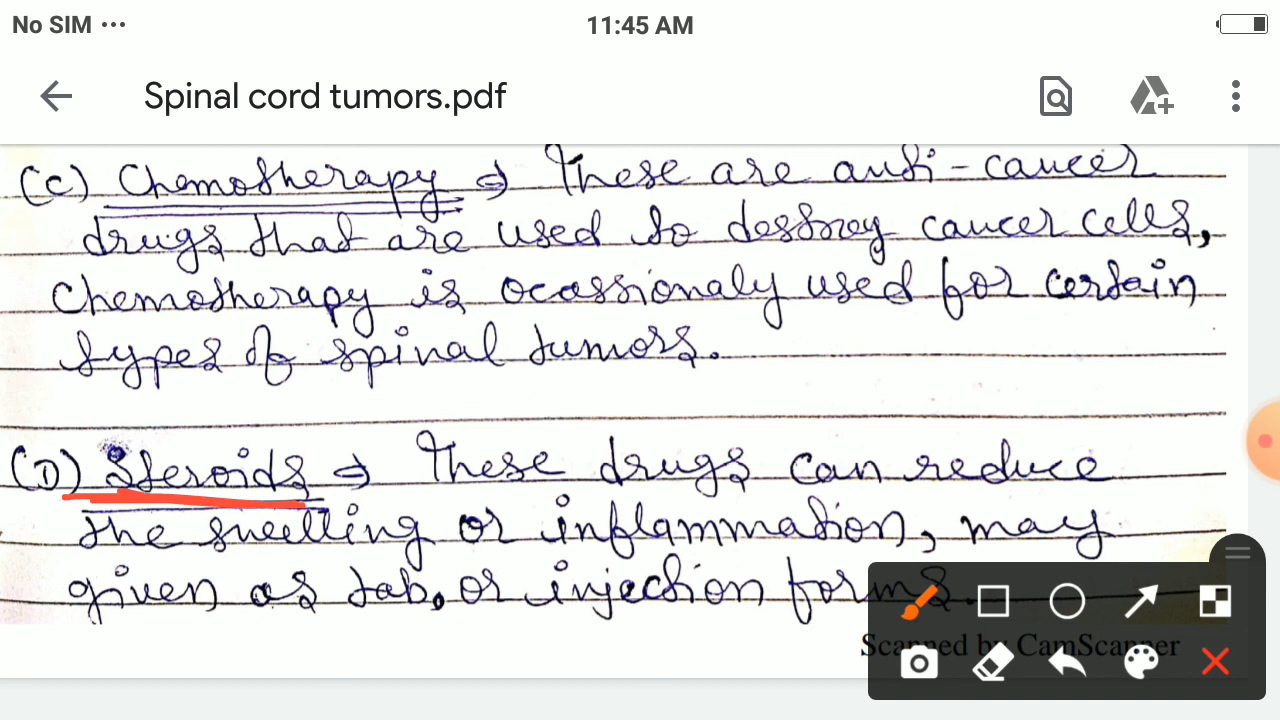 No SIM ...
11:45 AM
Spinal cord tumors.pdf
(C) Chemotherapy ⇒ These are anti-cancer
drugs that are used to destroy cancer cells,
Chemotherapy is ocassionaly used for certain
types of spinal tumors.
(D) Steroids ⇒ These drugs can reduce
the swelling or inflammation, may
given as tab. or injection forms.
Scanned by CamScanner